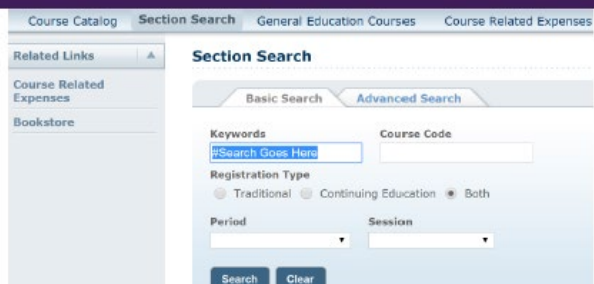 Course Catalog Section Search General Education Courses Course Related Expenses
Related Links
Course Related
Expenses
Bookstore
Section Search
Basic Search Advanced Search
Keywords Course Code
#Search Goes Here
Registration Type
Traditional Continuing Education Both
Period Session
Search Clear